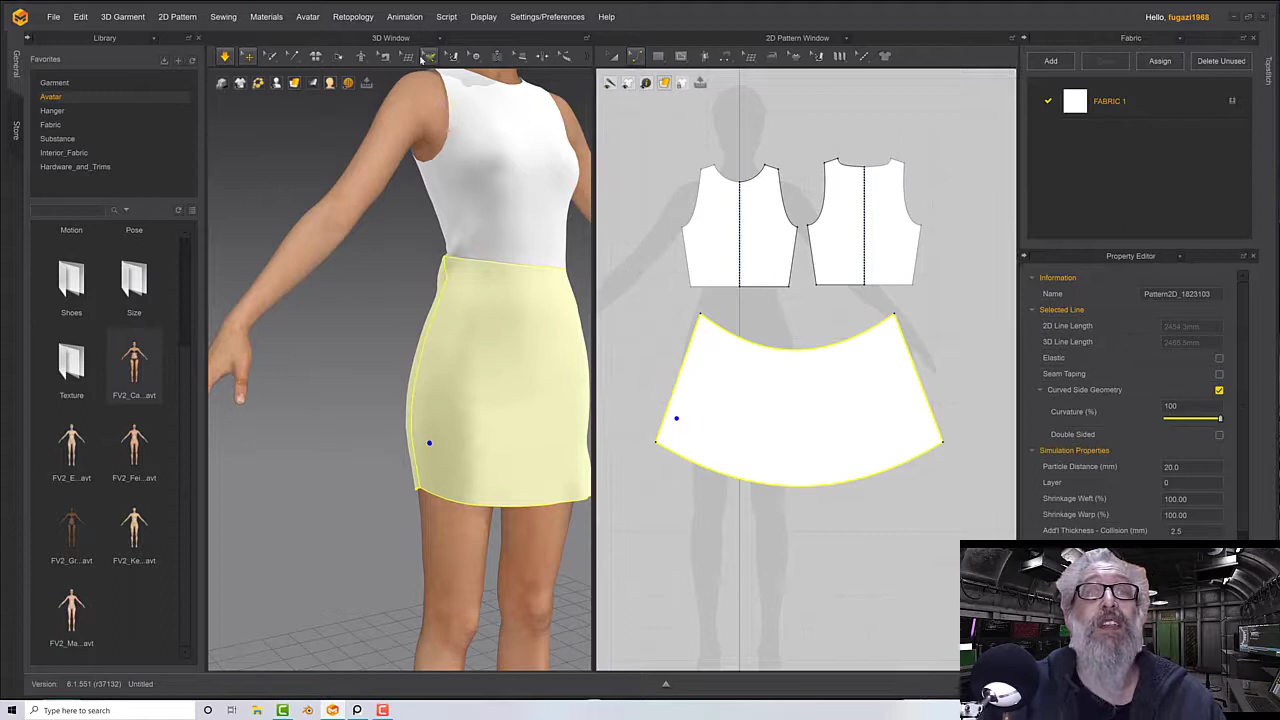 File Edit 3D Garment 2D Pattern Sewing Materials Avatar Retopology Animation Script Display Settings/Preferences Help
Hello, fugazi1968
Library
3D Window
2D Pattern Window
Fabric
General
Store
Topstitch
Favorites
Garment
Avatar
Hanger
Fabric
Substance
Interior_Fabric
Hardware_and_Trims
Add
Assign
Delete Unused
FABRIC 1
Motion
Pose
Shoes
Size
Texture
FV2_Ca...avt
FV2_E...avt
FV2_Fei...avt
FV2_Gr...avt
FV2_Ke...avt
FV2_Ma...avt
Property Editor
Information
Name Pattern2D_1823103
Selected Line
2D Line Length 2454.3mm
3D Line Length 2465.5mm
Elastic
Seam Taping
Curved Side Geometry
Curvature (%) 100
Double Sided
Simulation Properties
Particle Distance (mm) 20.0
Layer 0
Shrinkage Weft (%) 100.00
Shrinkage Warp (%) 100.00
Add'l Thickness - Collision (mm) 2.5
Version: 6.1.551 (r37132) Untitled
Type here to search